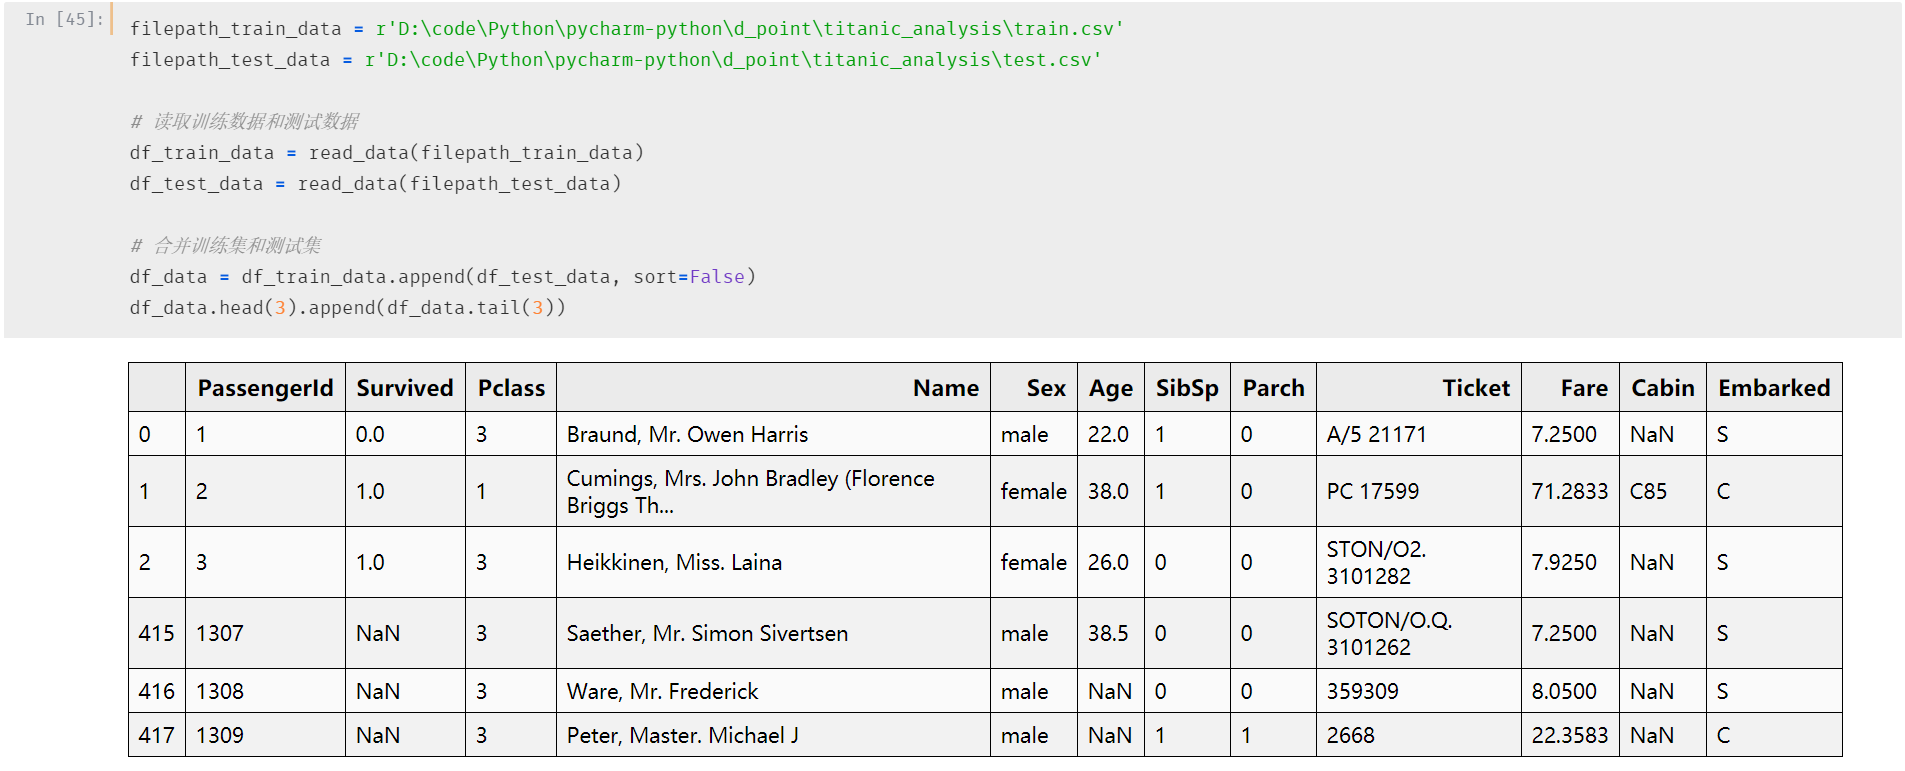 In [45]:
filepath_train_data = r'D:\code\Python\pycharm-python\d_point\titanic_analysis\train.csv'
filepath_test_data = r'D:\code\Python\pycharm-python\d_point\titanic_analysis\test.csv'
# 读取训练数据和测试数据
df_train_data = read_data(filepath_train_data)
df_test_data = read_data(filepath_test_data)
# 合并训练集和测试集
df_data = df_train_data.append(df_test_data, sort=False)
df_data.head(3).append(df_data.tail(3))
PassengerId Survived Pclass Name Sex Age SibSp Parch Ticket Fare Cabin Embarked
0 1 0.0 3 Braund, Mr. Owen Harris male 22.0 1 0 A/5 21171 7.2500 NaN S
1 2 1.0 1 Cumings, Mrs. John Bradley (Florence
Briggs Th... female 38.0 1 0 PC 17599 71.2833 C85 C
2 3 1.0 3 Heikkinen, Miss. Laina female 26.0 0 0 STON/O2.
3101282 7.9250 NaN S
415 1307 NaN 3 Saether, Mr. Simon Sivertsen male 38.5 0 0 SOTON/O.Q.
3101262 7.2500 NaN S
416 1308 NaN 3 Ware, Mr. Frederick male NaN 0 0 359309 8.0500 NaN S
417 1309 NaN 3 Peter, Master. Michael J male NaN 1 1 2668 22.3583 NaN C